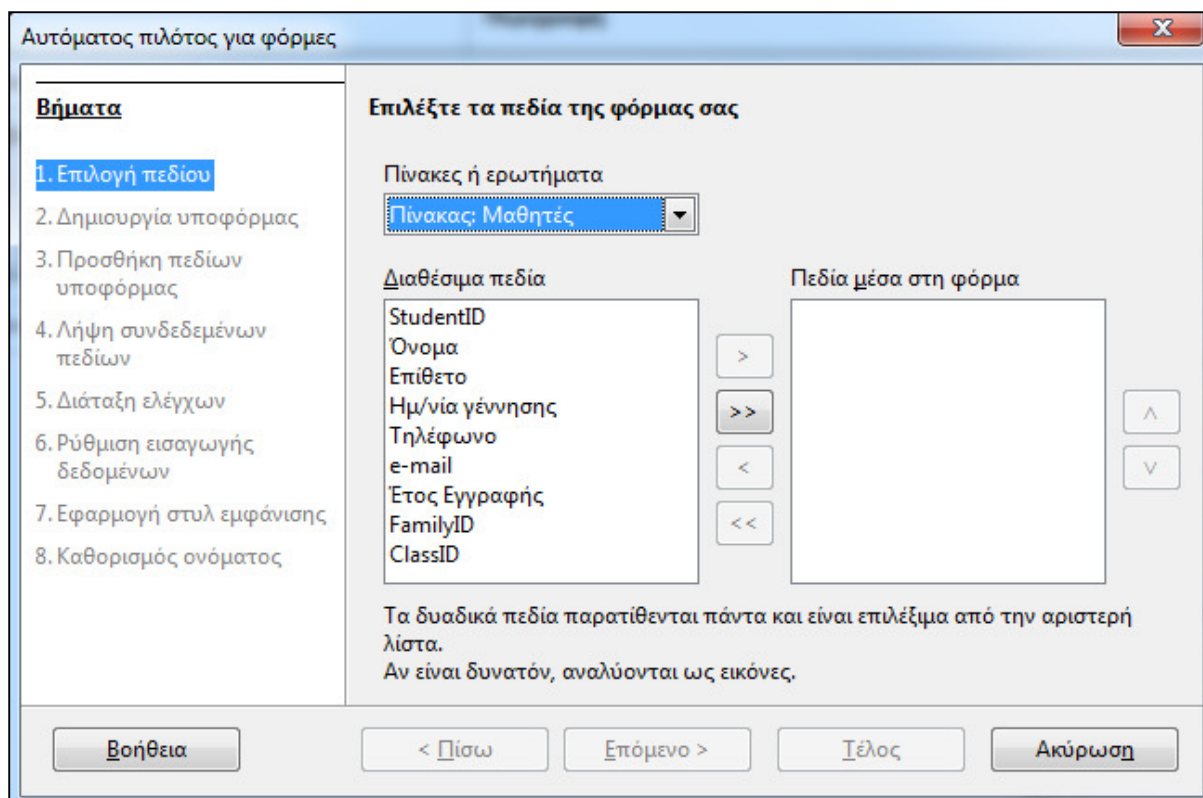 Αυτόματος πιλότος για φόρμες
Βήματα
1. Επιλογή πεδίου
2. Δημιουργία υποφόρμας
3. Προσθήκη πεδίων
υποφόρμας
4. Λήψη συνδεδεμένων
πεδίων
5. Διάταξη ελέγχων
6. Ρύθμιση εισαγωγής
δεδομένων
7. Εφαρμογή στυλ εμφάνισης
8. Καθορισμός ονόματος
Επιλέξτε τα πεδία της φόρμας σας
Πίνακες ή ερωτήματα
Πίνακας: Μαθητές
Διαθέσιμα πεδία
StudentID
Όνομα
Επίθετο
Ημ/νία γέννησης
Τηλέφωνο
e-mail
Έτος Εγγραφής
FamilyID
ClassID
>
>>
<
<<
Πεδία μέσα στη φόρμα
Τα δυαδικά πεδία παρατίθενται πάντα και είναι επιλέξιμα από την αριστερή
λίστα.
Αν είναι δυνατόν, αναλύονται ως εικόνες.
Βοήθεια
< Πίσω
Επόμενο >
Τέλος
Ακύρωση